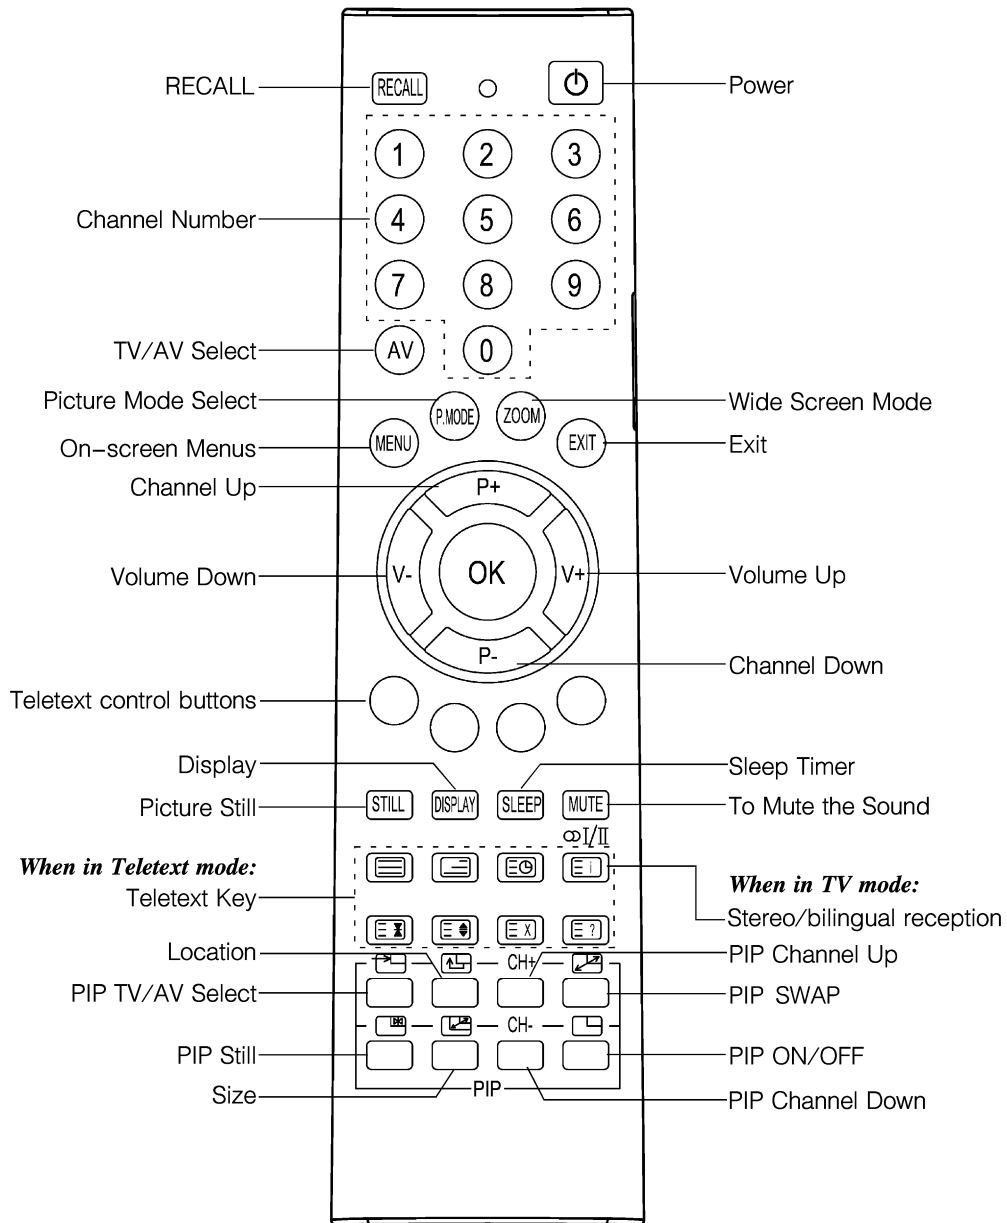 RECALL RECALL Power
1 2 3
Channel Number 4 5 6
7 8 9
TV/AV Select AV 0
Picture Mode Select P.MODE ZOOM Wide Screen Mode
On-screen Menus MENU EXIT Exit
Channel Up P+
Volume Down V- OK V+ Volume Up
P- Channel Down
Teletext control buttons
Display Sleep Timer
Picture Still STILL DISPLAY SLEEP MUTE To Mute the Sound
I/II
When in Teletext mode:
Teletext Key
i
When in TV mode:
Stereo/bilingual reception
X ?
Location CH+ PIP Channel Up
PIP TV/AV Select PIP SWAP
CH-
PIP Still PIP ON/OFF
Size PIP PIP Channel Down